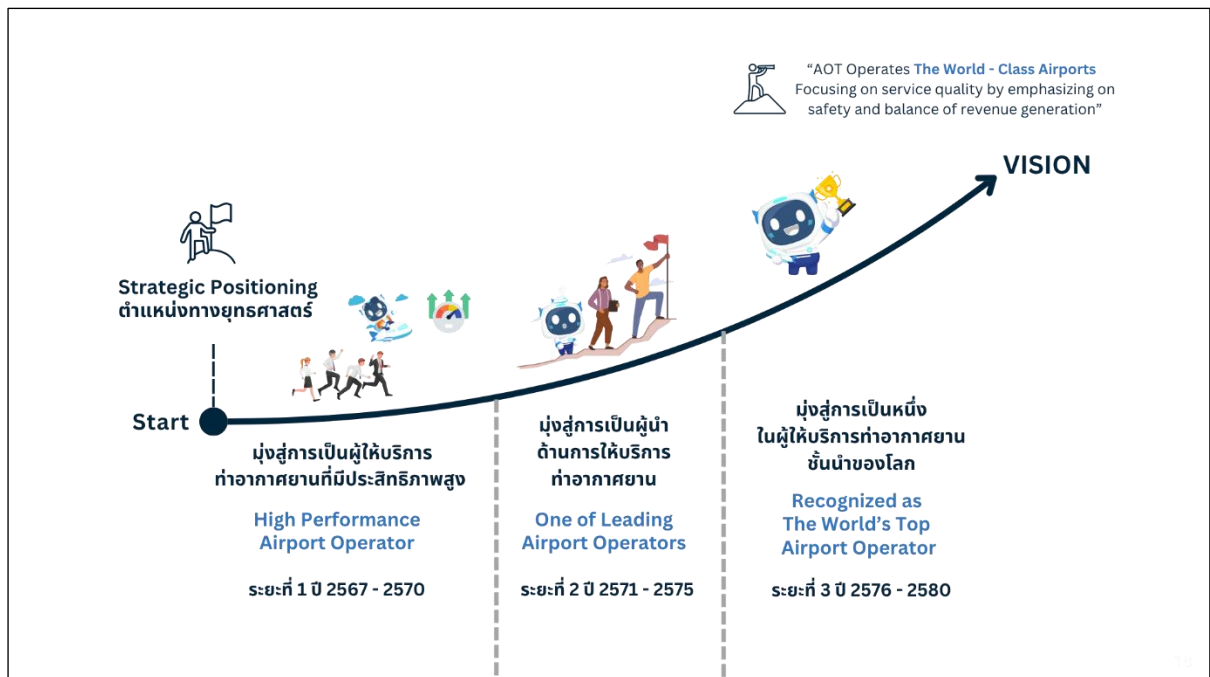 “AOT Operates The World - Class Airports
Focusing on service quality by emphasizing on
safety and balance of revenue generation”
VISION
Strategic Positioning
ตำแหน่งทางยุทธศาสตร์
Start
มุ่งสู่การเป็นผู้ให้บริการ
ท่าอากาศยานที่มีประสิทธิภาพสูง
High Performance
Airport Operator
ระยะที่ 1 ปี 2567 - 2570
มุ่งสู่การเป็นผู้นำ
ด้านการให้บริการ
ท่าอากาศยาน
One of Leading
Airport Operators
ระยะที่ 2 ปี 2571 - 2575
มุ่งสู่การเป็นหนึ่ง
ในผู้ให้บริการท่าอากาศยาน
ชั้นนำของโลก
Recognized as
The World’s Top
Airport Operator
ระยะที่ 3 ปี 2576 - 2580